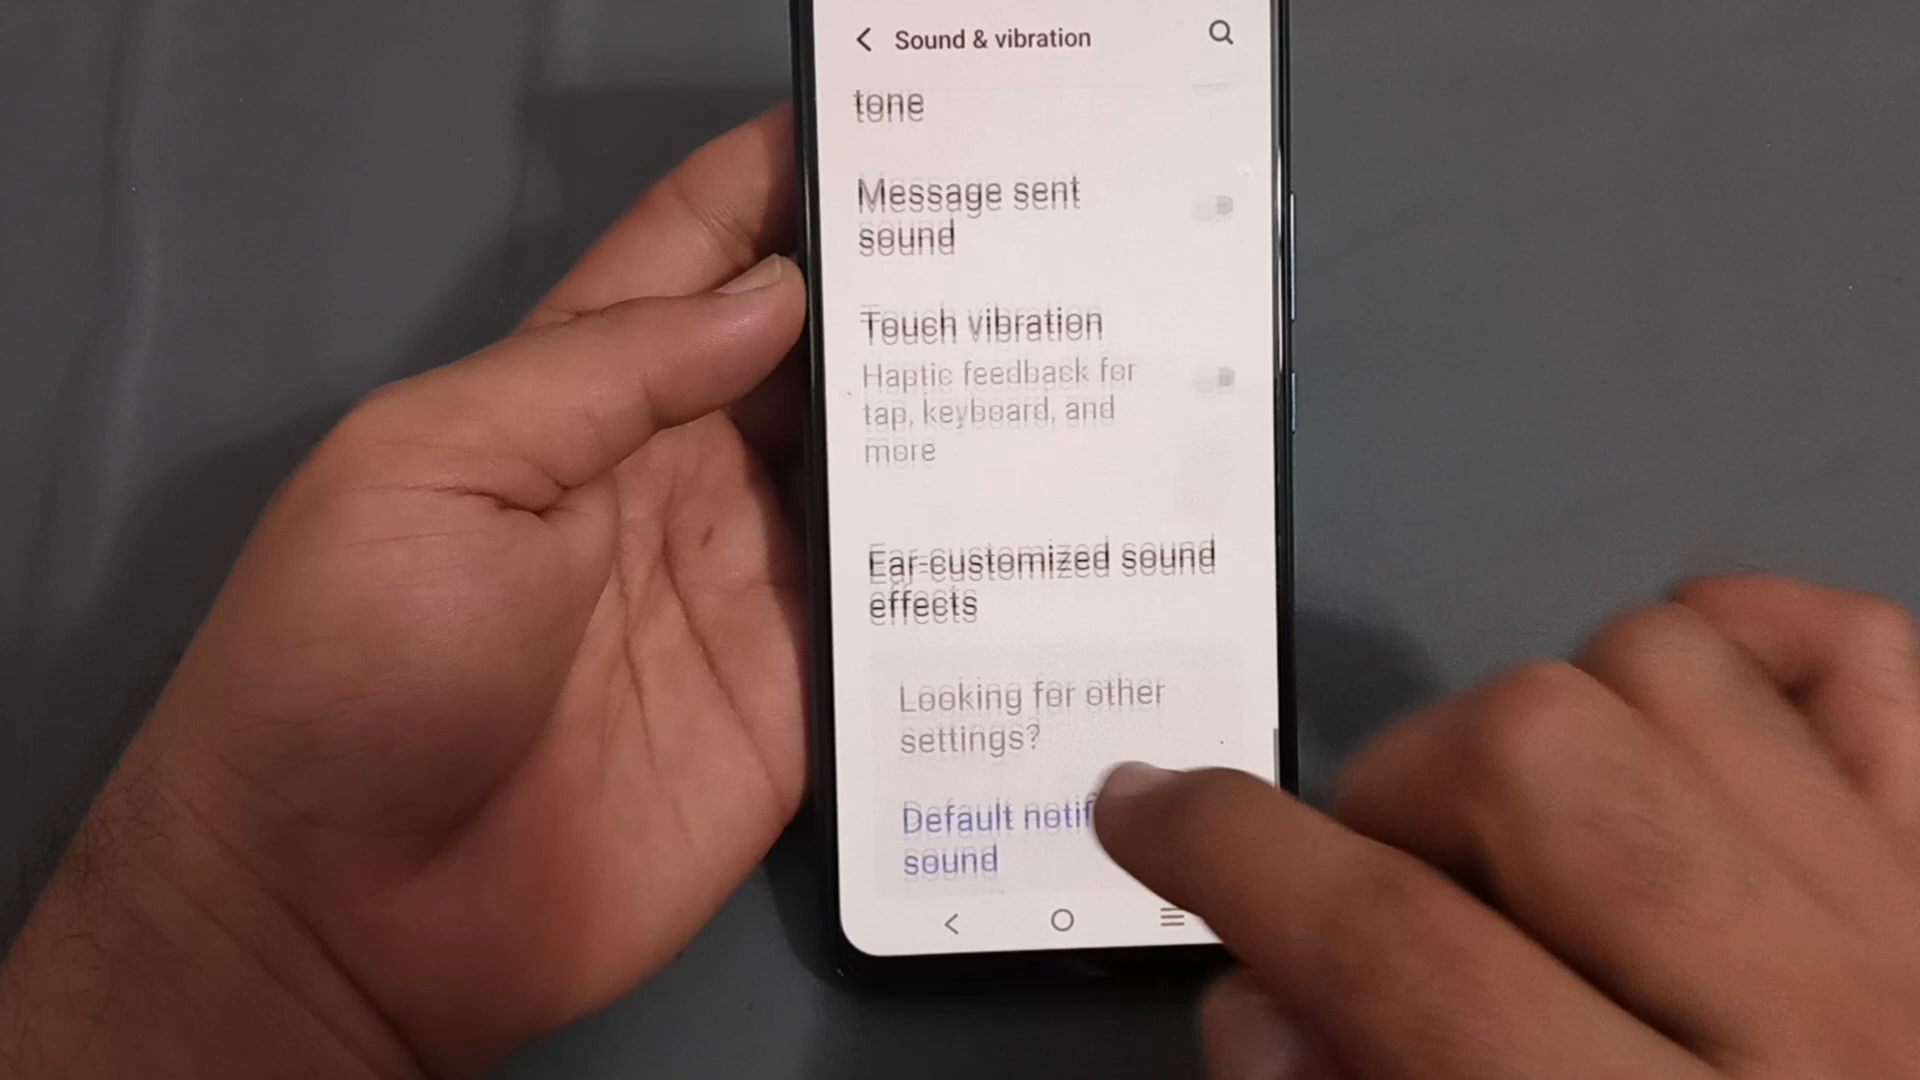 Sound & vibration
tone
Message sent
sound
Touch vibration
Haptic feedback for
tap, keyboard, and
more
Ear-customized sound
effects
Looking for other
settings?
Default
sound